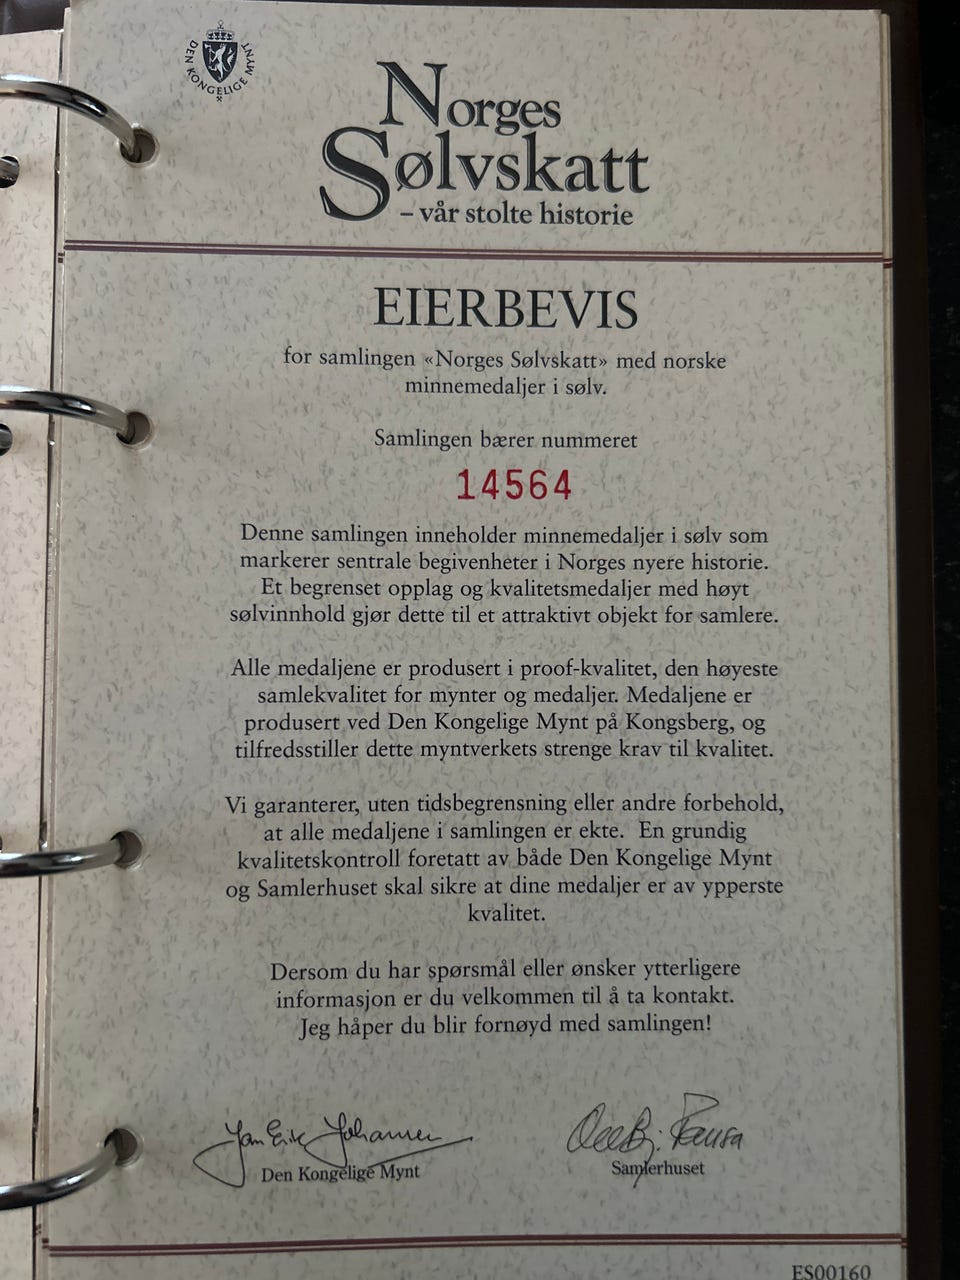 DEN KONGELIGE MYNT
Norges
Sølvskatt
– vår stolte historie
EIERBEVIS
for samlingen «Norges Sølvskatt» med norske
minnemedaljer i sølv.
Samlingen bærer nummeret
14564
Denne samlingen inneholder minnemedaljer i sølv som
markerer sentrale begivenheter i Norges nyere historie.
Et begrenset opplag og kvalitetsmedaljer med høyt
sølvinnhold gjør dette til et attraktivt objekt for samlere.
Alle medaljene er produsert i proof-kvalitet, den høyeste
samlekvalitet for mynter og medaljer. Medaljene er
produsert ved Den Kongelige Mynt på Kongsberg, og
tilfredsstiller dette myntverkets strenge krav til kvalitet.
Vi garanterer, uten tidsbegrensning eller andre forbehold,
at alle medaljene i samlingen er ekte. En grundig
kvalitetskontroll foretatt av både Den Kongelige Mynt
og Samlerhuset skal sikre at dine medaljer er av ypperste
kvalitet.
Dersom du har spørsmål eller ønsker ytterligere
informasjon er du velkommen til å ta kontakt.
Jeg håper du blir fornøyd med samlingen!
Jan Erik Johansen
Den Kongelige Mynt
Samlerhuset
ES00160